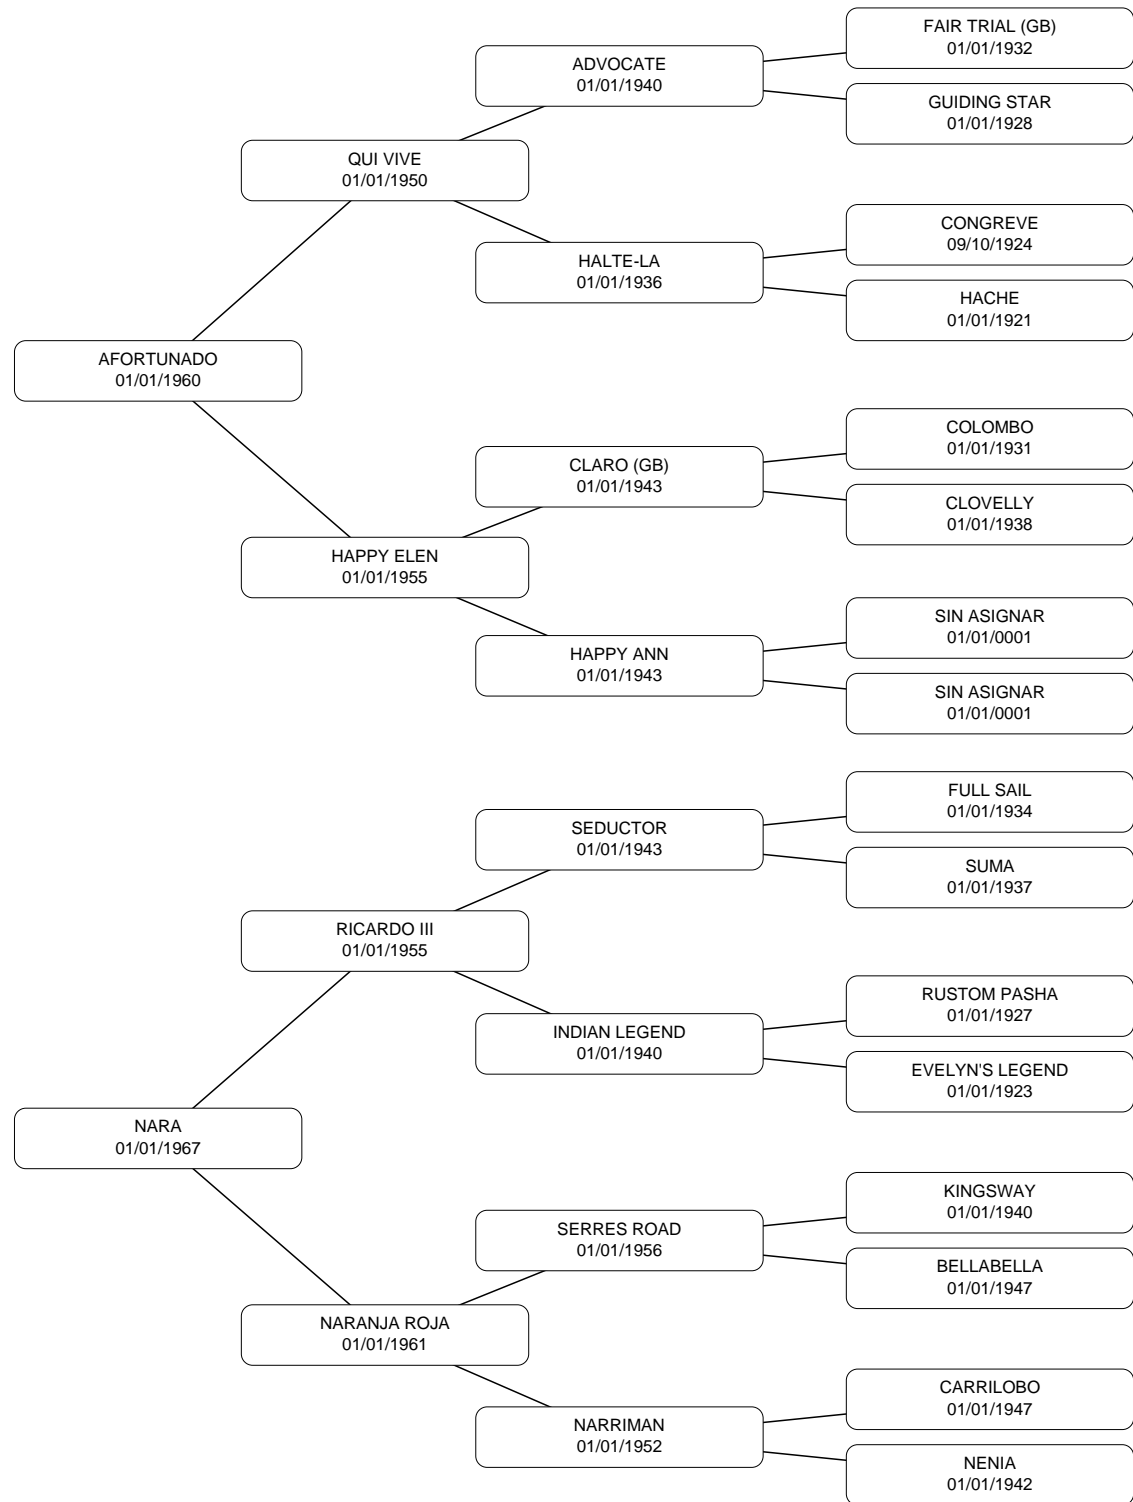 FAIR TRIAL (GB)
01/01/1932
ADVOCATE
01/01/1940
GUIDING STAR
01/01/1928
QUI VIVE
01/01/1950
CONGREVE
09/10/1924
HALTE-LA
01/01/1936
HACHE
01/01/1921
AFORTUNADO
01/01/1960
COLOMBO
01/01/1931
CLARO (GB)
01/01/1943
CLOVELLY
01/01/1938
HAPPY ELEN
01/01/1955
SIN ASIGNAR
01/01/0001
HAPPY ANN
01/01/1943
SIN ASIGNAR
01/01/0001
FULL SAIL
01/01/1934
SEDUCTOR
01/01/1943
SUMA
01/01/1937
RICARDO III
01/01/1955
RUSTOM PASHA
01/01/1927
INDIAN LEGEND
01/01/1940
EVELYN'S LEGEND
01/01/1923
NARA
01/01/1967
KINGSWAY
01/01/1940
SERRES ROAD
01/01/1956
BELLABELLA
01/01/1947
NARANJA ROJA
01/01/1961
CARRILOBO
01/01/1947
NARRIMAN
01/01/1952
NENIA
01/01/1942